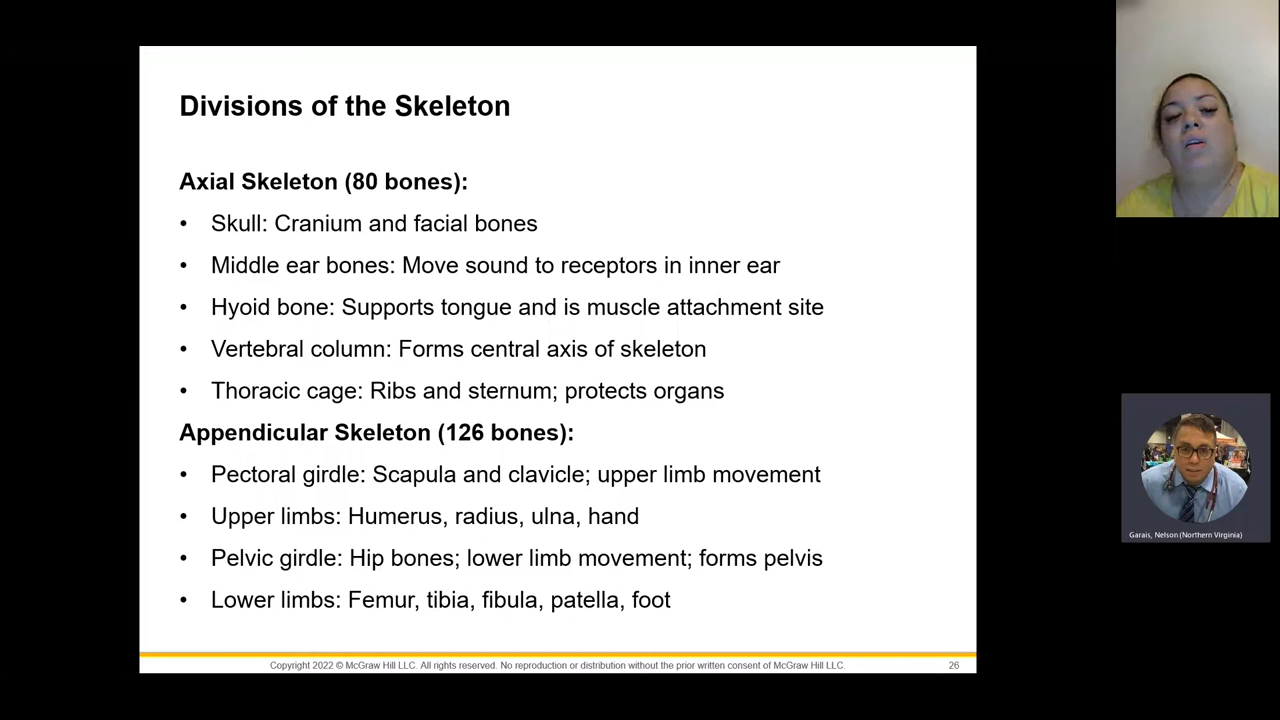 Divisions of the Skeleton
Axial Skeleton (80 bones):
• Skull: Cranium and facial bones
• Middle ear bones: Move sound to receptors in inner ear
• Hyoid bone: Supports tongue and is muscle attachment site
• Vertebral column: Forms central axis of skeleton
• Thoracic cage: Ribs and sternum; protects organs
Appendicular Skeleton (126 bones):
• Pectoral girdle: Scapula and clavicle; upper limb movement
• Upper limbs: Humerus, radius, ulna, hand
• Pelvic girdle: Hip bones; lower limb movement; forms pelvis
• Lower limbs: Femur, tibia, fibula, patella, foot
Copyright 2022 © McGraw Hill LLC. All rights reserved. No reproduction or distribution without the prior written consent of McGraw Hill LLC.
26
Garais, Nelson (Northern Virginia)